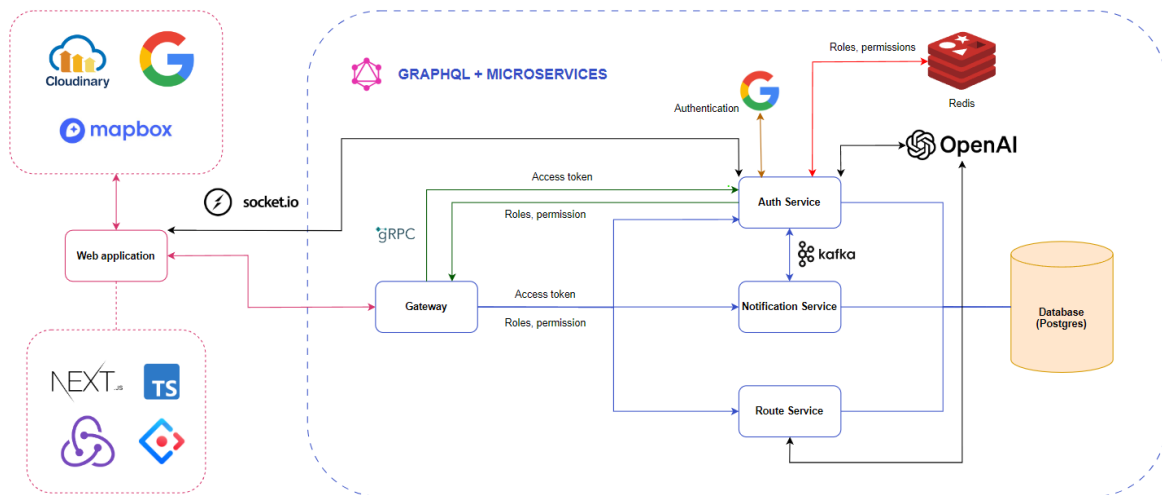 Cloudinary
mapbox
GRAPHQL + MICROSERVICES
Roles, permissions
Redis
Authentication
OpenAI
socket.io
Access token
Roles, permission
gRPC
Auth Service
Web application
kafka
Gateway
Access token
Roles, permission
Notification Service
Database
(Postgres)
NEXT.JS
TS
Route Service